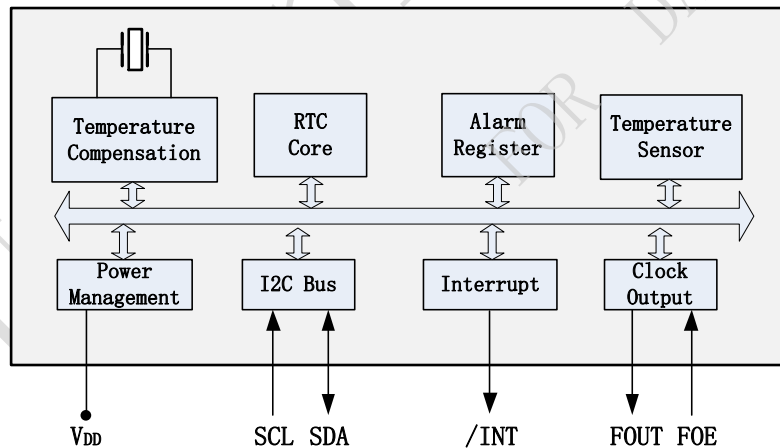 Temperature
Compensation
RTC
Core
Alarm
Register
Temperature
Sensor
Power
Management
I2C Bus
Interrupt
Clock
Output
VDD
SCL SDA
/INT
FOUT FOE
FOR